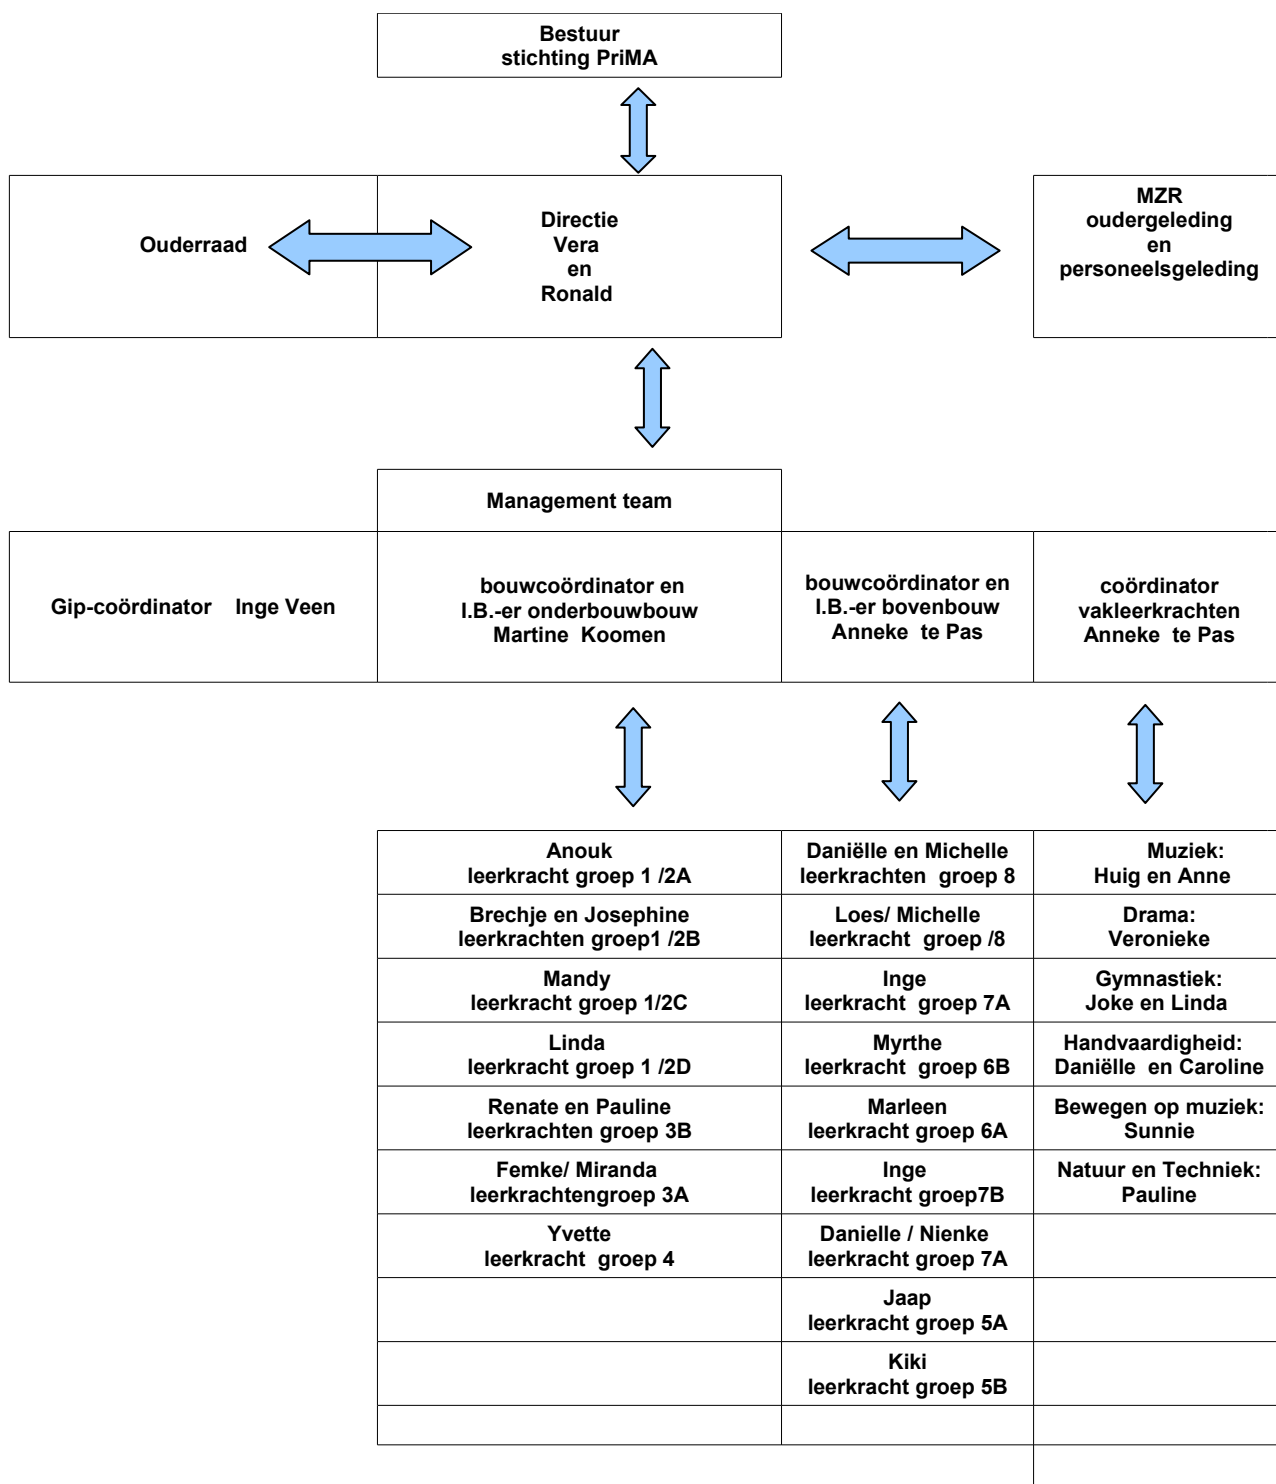 Bestuur
stichting PriMA
Ouderraad
Directie
Vera
en
Ronald
MZR
oudergeleding
en
personeelsgeleding
Management team
Gip-coördinator Inge Veen
bouwcoördinator en
I.B.-er onderbouwbouw
Martine Koomen
bouwcoördinator en
I.B.-er bovenbouw
Anneke te Pas
coördinator
vakleerkrachten
Anneke te Pas
Anouk
leerkracht groep 1 /2A
Daniëlle en Michelle
leerkrachten groep 8
Muziek:
Huig en Anne
Brechje en Josephine
leerkrachten groep1 /2B
Loes/ Michelle
leerkracht groep /8
Drama:
Veronieke
Mandy
leerkracht groep 1/2C
Inge
leerkracht groep 7A
Gymnastiek:
Joke en Linda
Linda
leerkracht groep 1 /2D
Myrthe
leerkracht groep 6B
Handvaardigheid:
Daniëlle en Caroline
Renate en Pauline
leerkrachten groep 3B
Marleen
leerkracht groep 6A
Bewegen op muziek:
Sunnie
Femke/ Miranda
leerkrachtengroep 3A
Inge
leerkracht groep7B
Natuur en Techniek:
Pauline
Yvette
leerkracht groep 4
Danielle / Nienke
leerkracht groep 7A
Jaap
leerkracht groep 5A
Kiki
leerkracht groep 5B